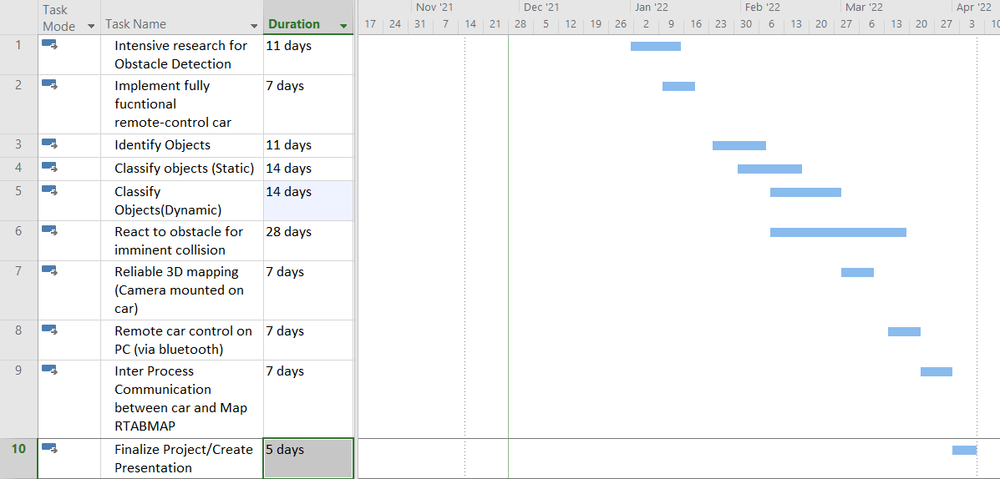 Task Mode Task Name Duration
Nov '21 Dec '21 Jan '22 Feb '22 Mar '22 Apr '22
17 24 31 7 14 21 28 5 12 19 26 2 9 16 23 30 6 13 20 27 6 13 20 27 3 10
1 Intensive research for 11 days
Obstacle Detection
2 Implement fully 7 days
fucntional
remote-control car
3 Identify Objects 11 days
4 Classify objects (Static) 14 days
5 Classify 14 days
Objects(Dynamic)
6 React to obstacle for 28 days
imminent collision
7 Reliable 3D mapping 7 days
(Camera mounted on
car)
8 Remote car control on 7 days
PC (via bluetooth)
9 Inter Process 7 days
Communication
between car and Map
RTABMAP
10 Finalize Project/Create 5 days
Presentation